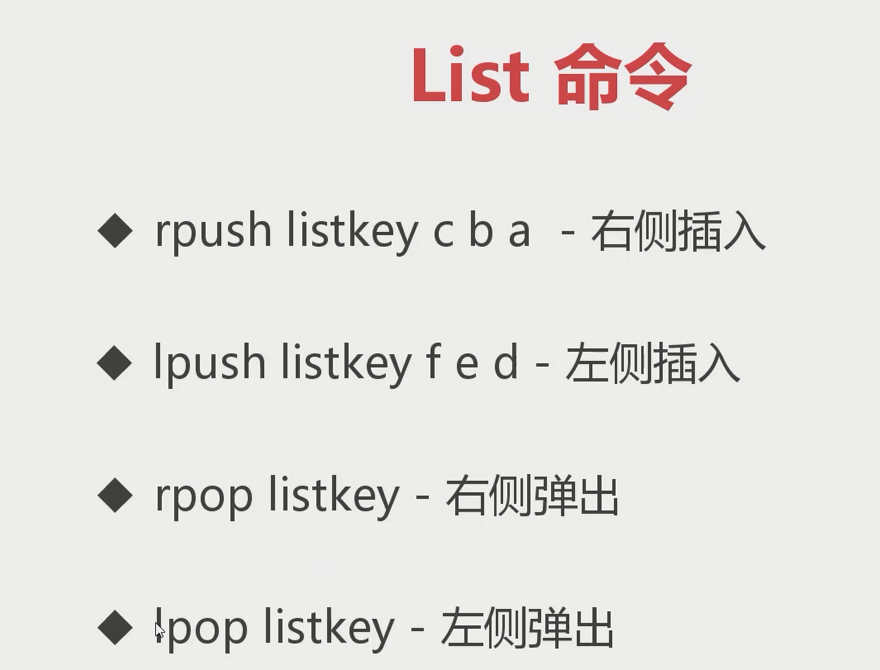 List 命令
◆ rpush listkey c b a - 右侧插入
◆ lpush listkey f e d - 左侧插入
◆ rpop listkey - 右侧弹出
◆ lpop listkey - 左侧弹出